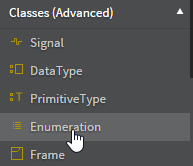 Classes (Advanced)
Signal
DataType
PrimitiveType
Enumeration
Frame